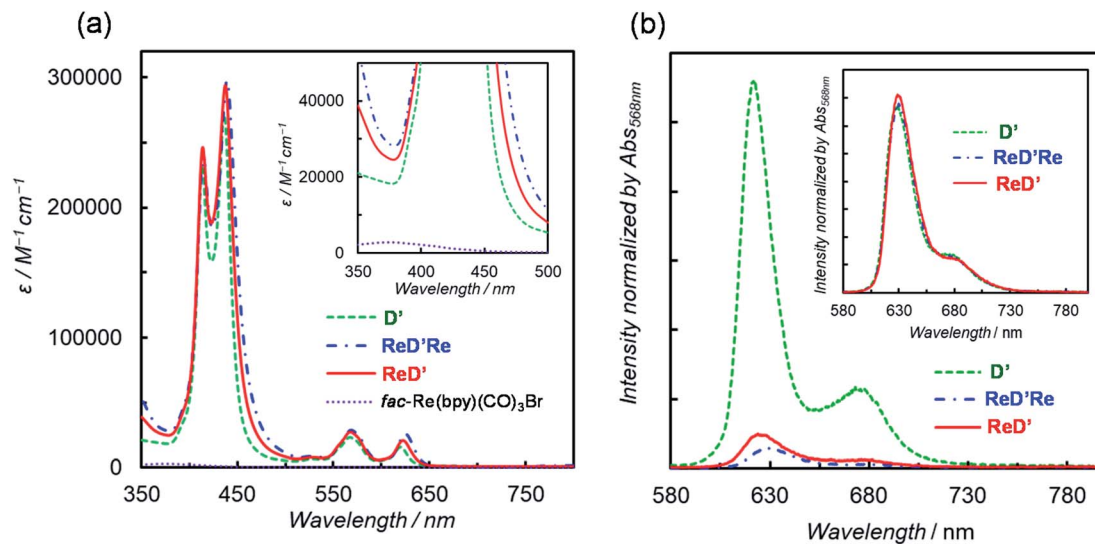 (a)
300000
200000
100000
0
ε / M⁻¹ cm⁻¹
350 450 550 650 750
Wavelength / nm
40000
20000
0
ε / M⁻¹ cm⁻¹
350 400 450 500
Wavelength / nm
D'
ReD'Re
ReD'
fac-Re(bpy)(CO)₃Br
(b)
Intensity normalized by Abs₅₆₈ₙₘ
580 630 680 730 780
Wavelength / nm
Intensity normalized by Abs₅₆₈ₙₘ
D'
ReD'Re
ReD'
580 630 680 730 780
Wavelength / nm
D'
ReD'Re
ReD'